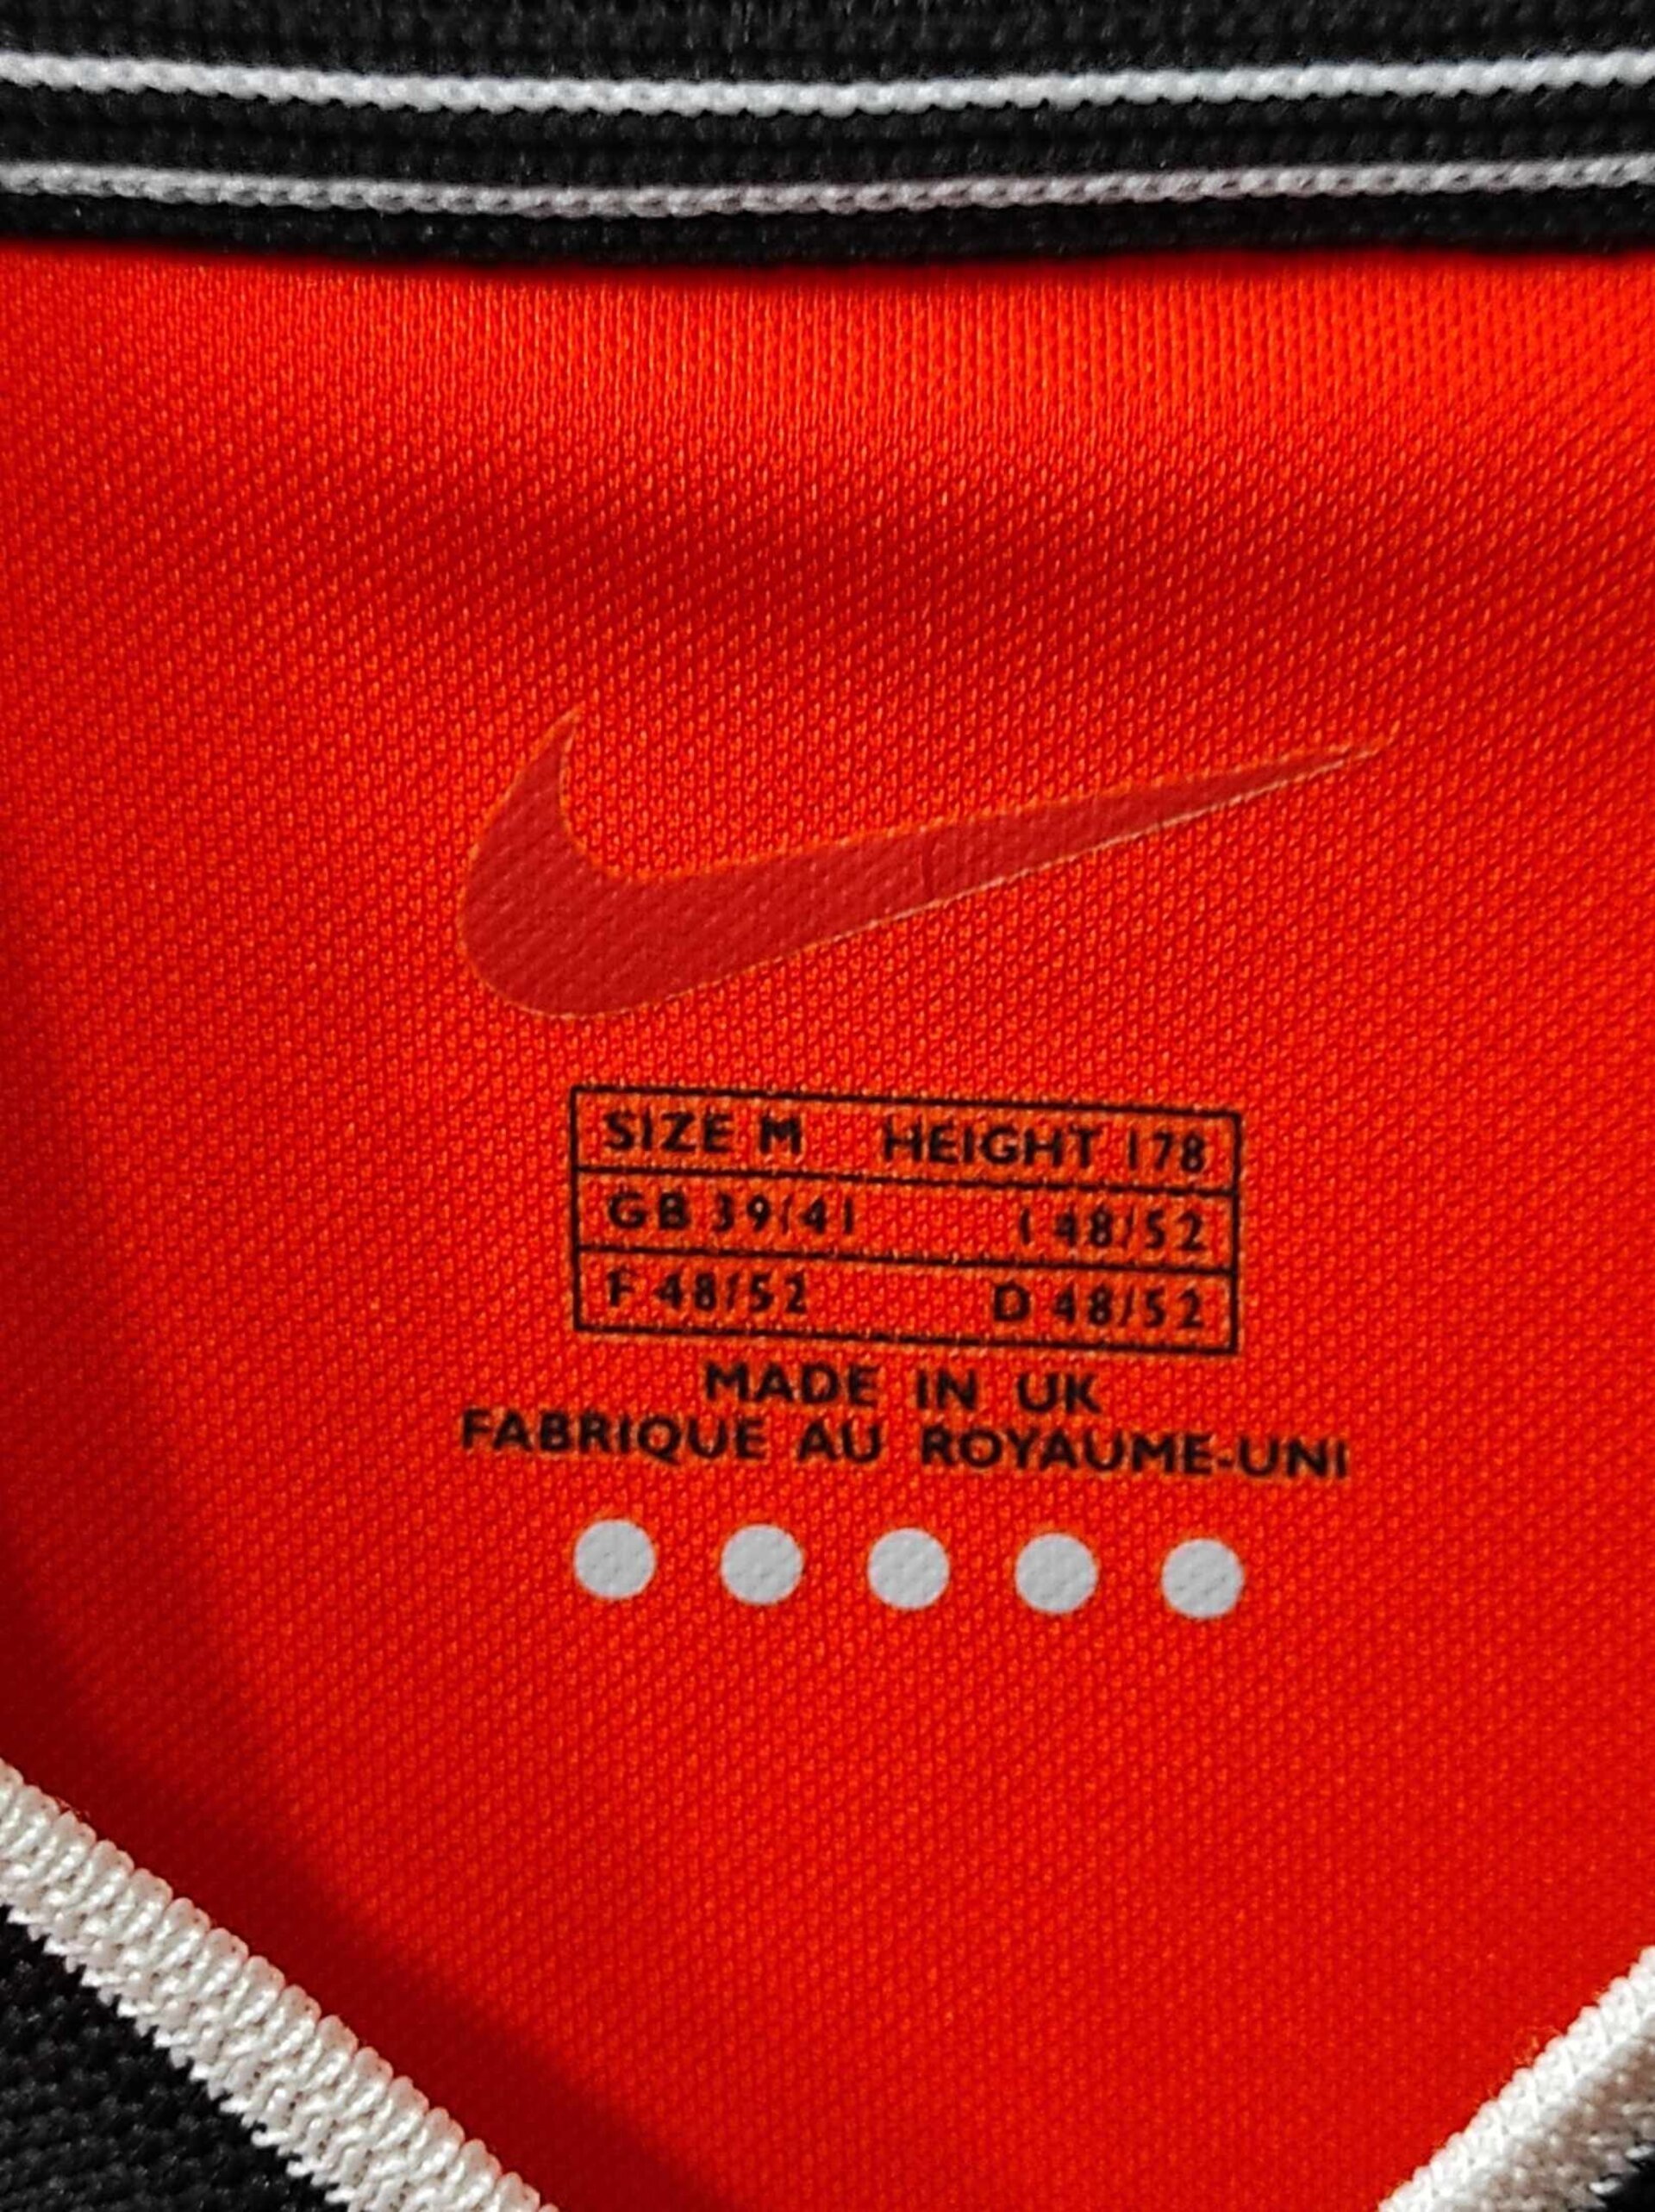 SIZE M HEIGHT 178
GB 39/41 I 48/52
F 48/52 D 48/52
MADE IN UK
FABRIQUE AU ROYAUME-UNI